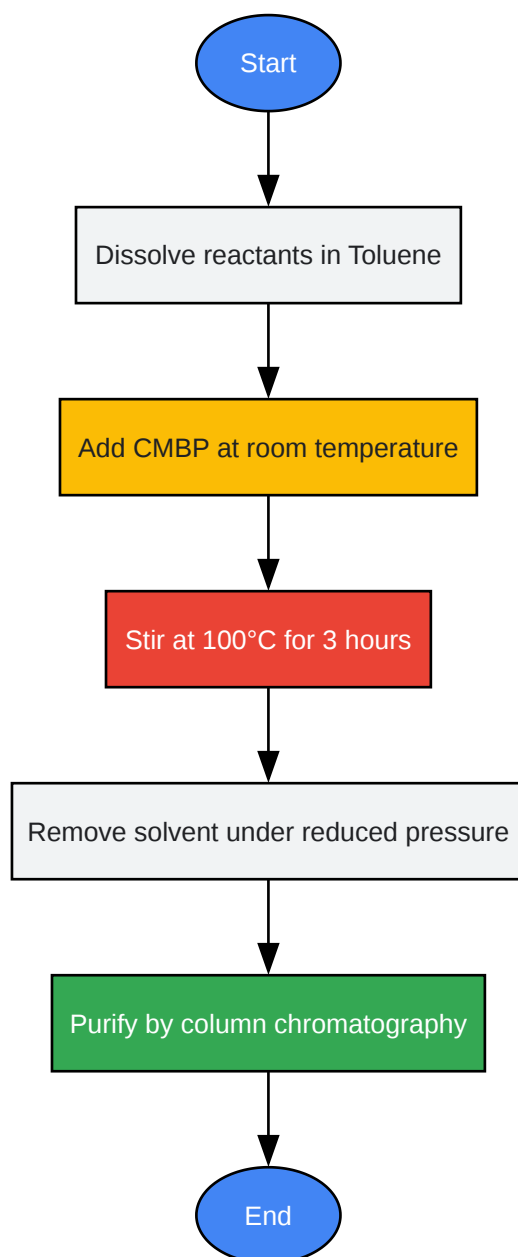 Start
Dissolve reactants in Toluene
Add CMBP at room temperature
Stir at 100°C for 3 hours
Remove solvent under reduced pressure
Purify by column chromatography
End